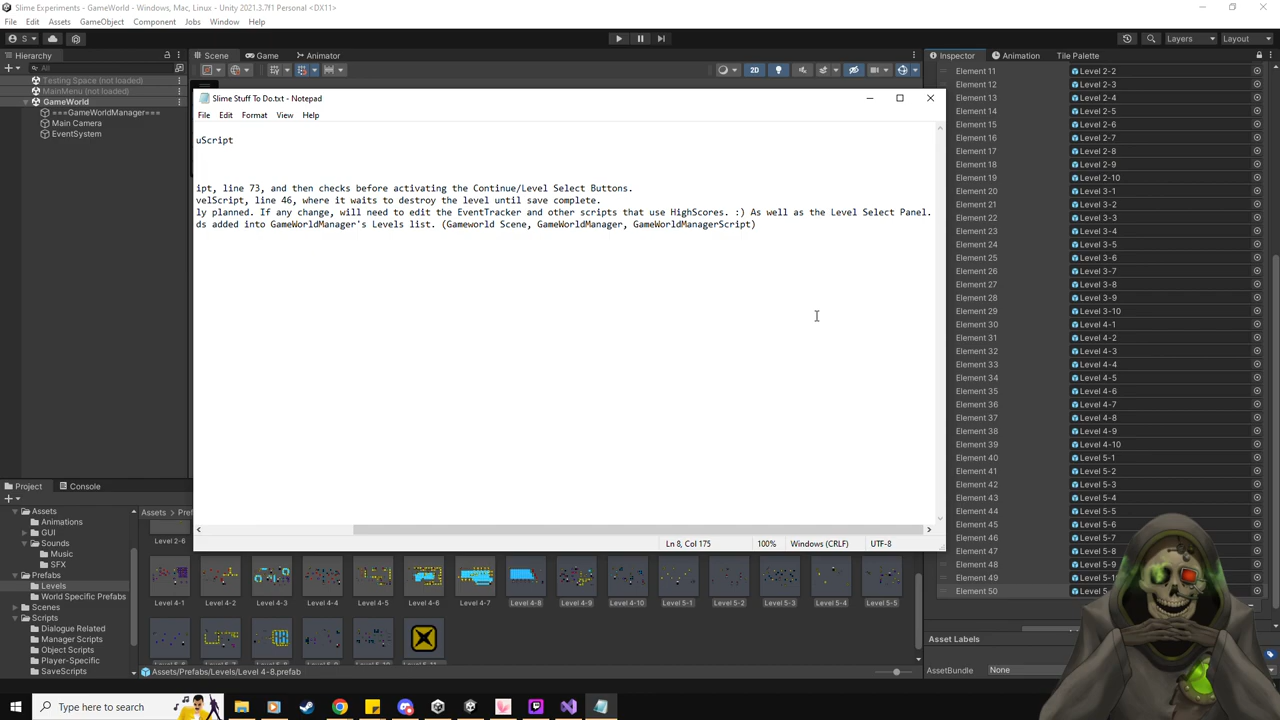 Slime Experiments - GameWorld - Windows, Mac, Linux - Unity 2021.3.7f1 Personal <DX11>
File Edit Assets GameObject Component Jobs Window Help
S
Layers Layout
Hierarchy
Scene Game Animator
Inspector Animation Tile Palette
All
2D
Testing Space (not loaded)
MainMenu (not loaded)
GameWorld
===GameWorldManager===
Main Camera
EventSystem
Slime Stuff To Do.txt - Notepad
File Edit Format View Help
uScript
ipt, line 73, and then checks before activating the Continue/Level Select Buttons.
velScript, line 46, where it waits to destroy the level until save complete.
ly planned. If any change, will need to edit the EventTracker and other scripts that use HighScores. :) As well as the Level Select Panel.
ds added into GameWorldManager's Levels list. (Gameworld Scene, GameWorldManager, GameWorldManagerScript)
Ln 8, Col 175 100% Windows (CRLF) UTF-8
Element 11 Level 2-2
Element 12 Level 2-3
Element 13 Level 2-4
Element 14 Level 2-5
Element 15 Level 2-6
Element 16 Level 2-7
Element 17 Level 2-8
Element 18 Level 2-9
Element 19 Level 2-10
Element 20 Level 3-1
Element 21 Level 3-2
Element 22 Level 3-3
Element 23 Level 3-4
Element 24 Level 3-5
Element 25 Level 3-6
Element 26 Level 3-7
Element 27 Level 3-8
Element 28 Level 3-9
Element 29 Level 3-10
Element 30 Level 4-1
Element 31 Level 4-2
Element 32 Level 4-3
Element 33 Level 4-4
Element 34 Level 4-5
Element 35 Level 4-6
Element 36 Level 4-7
Element 37 Level 4-8
Element 38 Level 4-9
Element 39 Level 4-10
Element 40 Level 5-1
Element 41 Level 5-2
Element 42 Level 5-3
Element 43 Level 5-4
Element 44 Level 5-5
Element 45 Level 5-6
Element 46 Level 5-7
Element 47 Level 5-8
Element 48 Level 5-9
Element 49 Level 5-1
Element 50 Level 5-
Asset Labels
AssetBundle None
Project Console
Assets
Animations
GUI
Sounds
Music
SFX
Prefabs
Levels
World Specific Prefabs
Scenes
Scripts
Dialogue Related
Manager Scripts
Object Scripts
Player-Specific
SaveScripts
Assets > Pref
Level 2-6
Level 4-1 Level 4-2 Level 4-3 Level 4-4 Level 4-5 Level 4-6 Level 4-7 Level 4-8 Level 4-9 Level 4-10 Level 5-1 Level 5-2 Level 5-3 Level 5-4 Level 5-5
Assets/Prefabs/Levels/Level 4-8.prefab
Type here to search